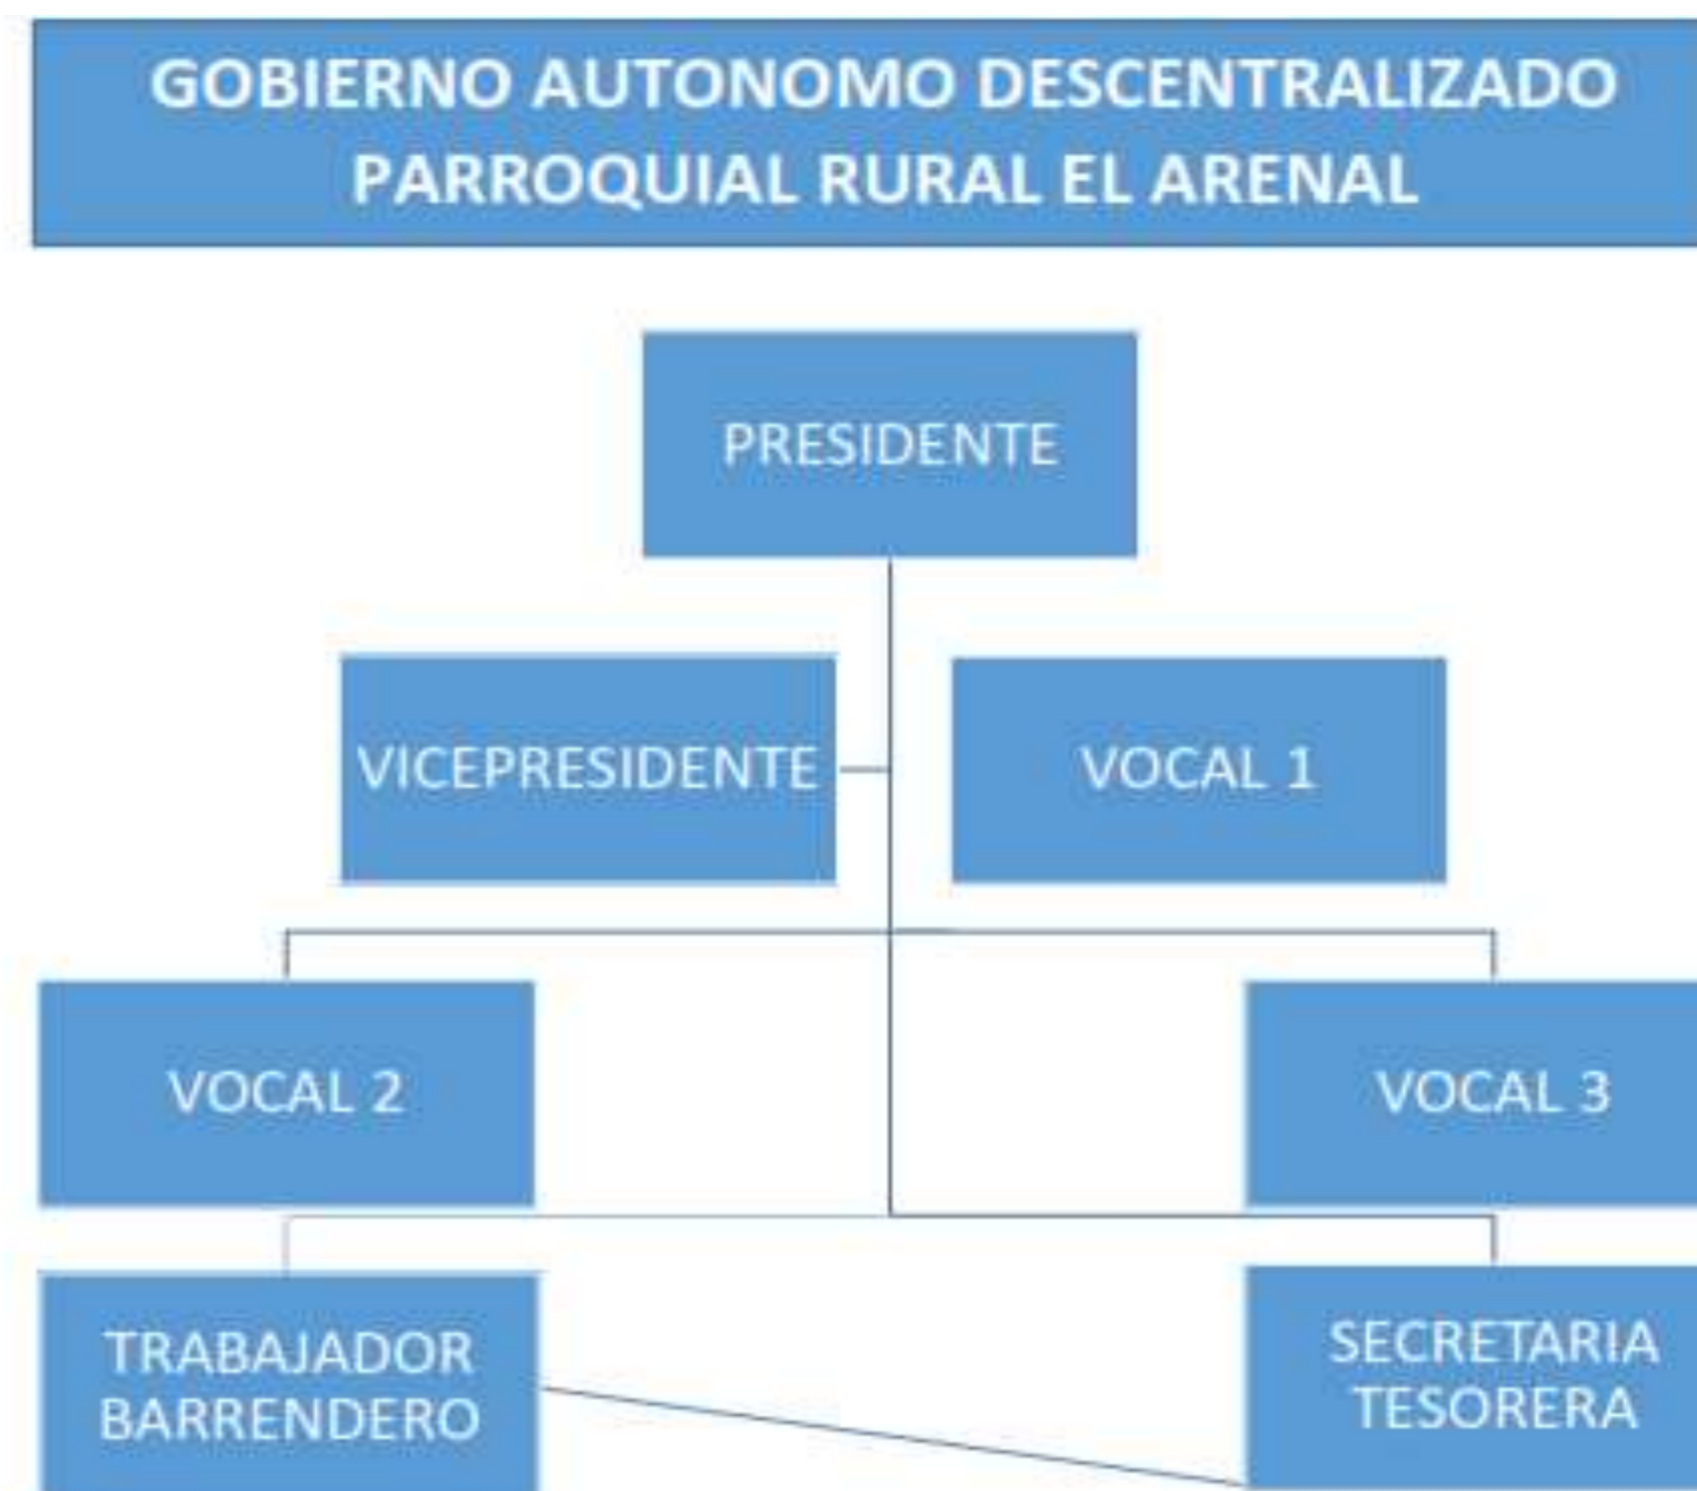 GOBIERNO AUTONOMO DESCENTRALIZADO
PARROQUIAL RURAL EL ARENAL
PRESIDENTE
VICEPRESIDENTE
VOCAL 1
VOCAL 2
VOCAL 3
TRABAJADOR
BARRENDERO
SECRETARIA
TESORERA